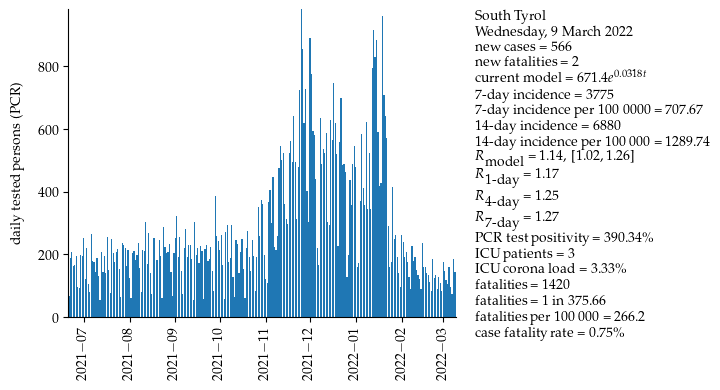 South Tyrol
Wednesday, 9 March 2022
new cases = 566
new fatalities = 2
current model = 671.4e^0.0318t
7-day incidence = 3775
7-day incidence per 100 0000 = 707.67
14-day incidence = 6880
14-day incidence per 100 000 = 1289.74
R_model = 1.14, [1.02, 1.26]
R_1-day = 1.17
R_4-day = 1.25
R_7-day = 1.27
PCR test positivity = 390.34%
ICU patients = 3
ICU corona load = 3.33%
fatalities = 1420
fatalities = 1 in 375.66
fatalities per 100 000 = 266.2
case fatality rate = 0.75%
daily tested persons (PCR)
800
600
400
200
0
2021−07
2021−08
2021−09
2021−10
2021−11
2021−12
2022−01
2022−02
2022−03